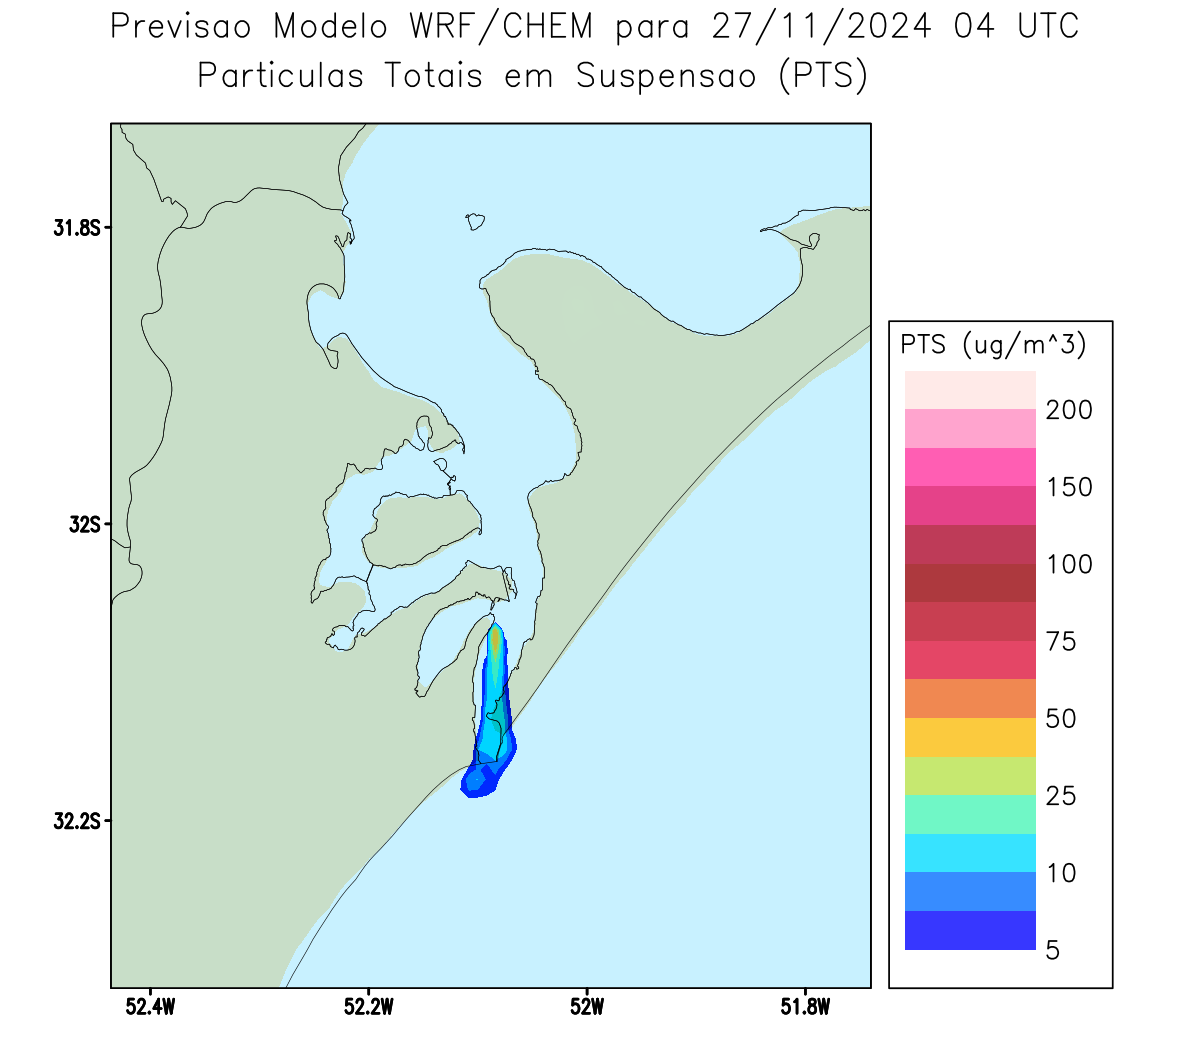 Previsao Modelo WRF/CHEM para 27/11/2024 04 UTC
Particulas Totais em Suspensao (PTS)
31.8S
32S
32.2S
52.4W
52.2W
52W
51.8W
PTS (ug/m^3)
200
150
100
75
50
25
10
5